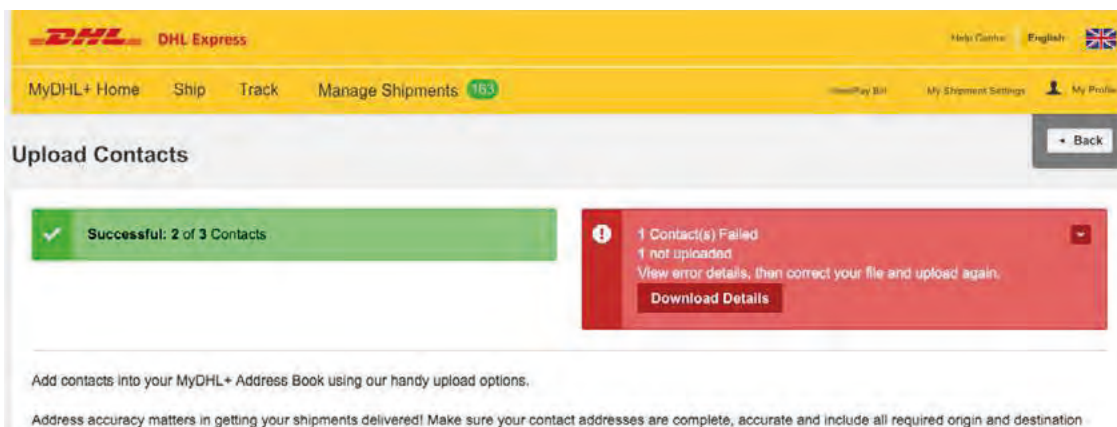 DHL DHL Express
Help Center English
MyDHL+ Home Ship Track Manage Shipments 163
Pay Bill My Shipment Settings My Profile
Back
Upload Contacts
Successful: 2 of 3 Contacts
1 Contact(s) Failed
1 not uploaded
View error details, then correct your file and upload again.
Download Details
Add contacts into your MyDHL+ Address Book using our handy upload options.
Address accuracy matters in getting your shipments delivered! Make sure your contact addresses are complete, accurate and include all required origin and destination